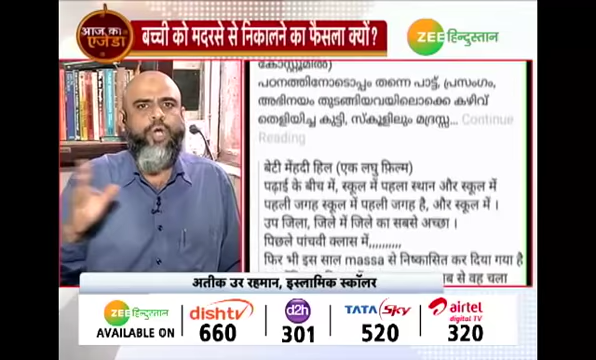 आज का
एजेंडा
बच्ची को मदरसे से निकालने का फैसला क्यों?
ZEE हिन्दुस्तान
കോസ്റ്റ്യൂമിൽ)
പഠനത്തിനോടൊപ്പം തന്നെ പാട്ട്, പ്രസംഗം,
അഭിനയം തുടങ്ങിയവയിലൊക്കെ കഴിവ്
തെളിയിച്ച കുട്ടി, സ്കൂളിലും മദ്രസ്സ... Continue
Reading
बेटी मेंहदी हिल (एक लघु फ़िल्म)
पढ़ाई के बीच में, स्कूल में पहला स्थान और स्कूल में
पहली जगह स्कूल में पहली जगह है, और स्कूल में ।
उप जिला, जिले में जिले का सबसे अच्छा ।
पिछले पांचवी क्लास में,,,,,,,,,,
फिर भी इस साल massa से निष्कासित कर दिया गया है
से वह चला
अतीक उर रहमान, इस्लामिक स्कॉलर
ZEE हिन्दुस्तान
AVAILABLE ON
dishtv
660
d2h
301
TATA Sky
520
airtel
digital TV
320